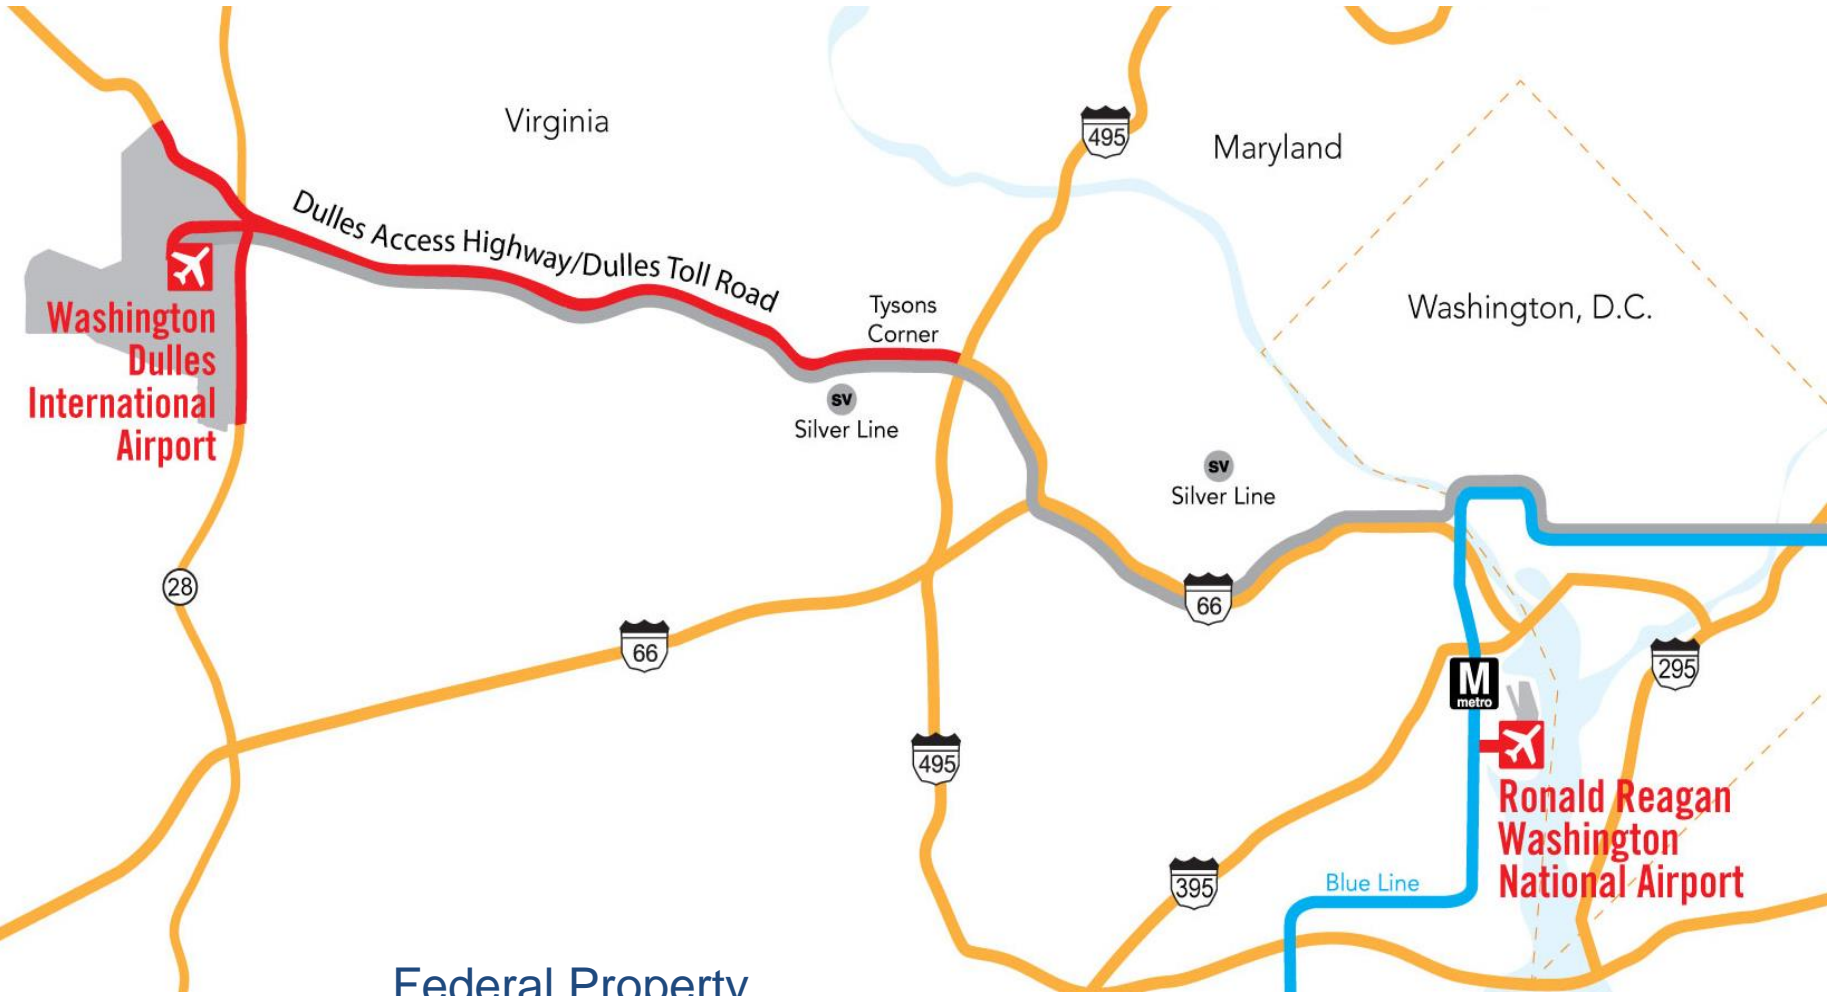 Virginia
495
Maryland
Dulles Access Highway/Dulles Toll Road
Tysons
Corner
Washington, D.C.
Washington
Dulles
International
Airport
SV
Silver Line
SV
Silver Line
28
66
66
M
metro
295
495
Ronald Reagan
Washington
National Airport
395
Blue Line
Federal Property